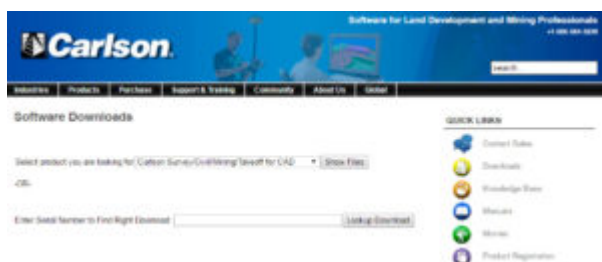 Software for Land Development and Mining Professionals
Carlson.
Search
Industries Products Purchase Support & Training Community About Us Global
Software Downloads
QUICK LINKS
Select product you are looking for: Carlson Survey/Civil/Mining/Takeoff for CAD Show Files
-OR-
Enter Serial Number to Find Right Download: Lookup Download
Contact Sales
Downloads
Knowledge Base
Manuals
Movies
Product Registration